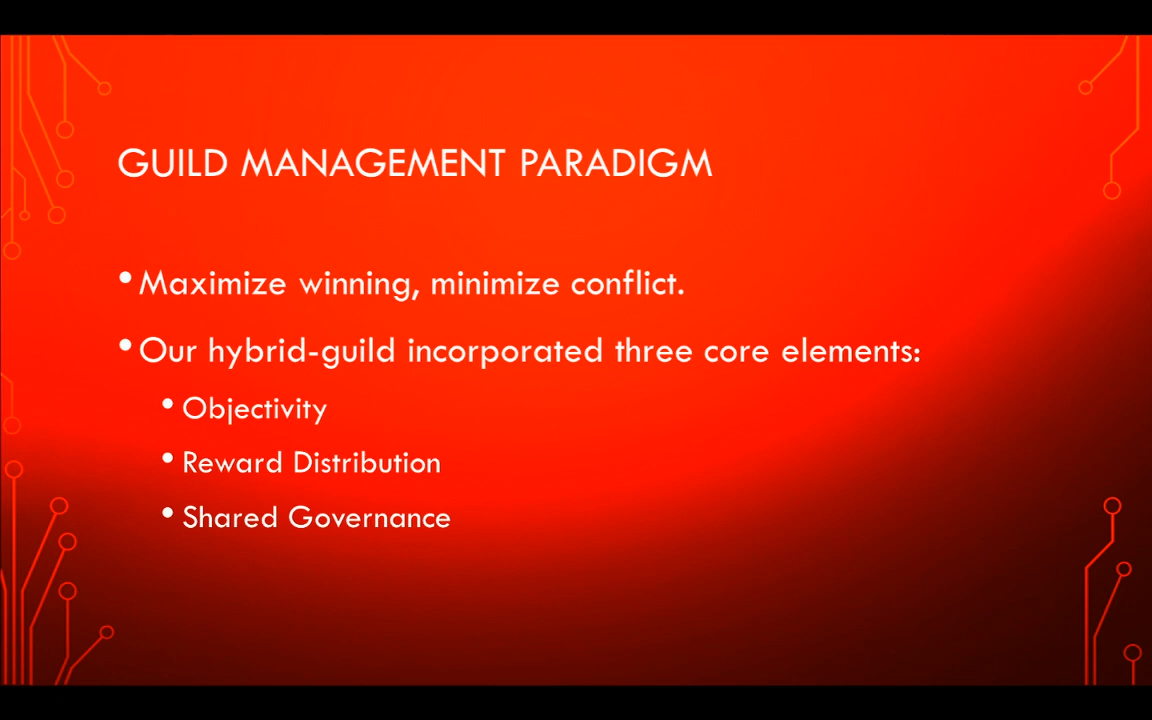 GUILD MANAGEMENT PARADIGM
• Maximize winning, minimize conflict.
• Our hybrid-guild incorporated three core elements:
• Objectivity
• Reward Distribution
• Shared Governance